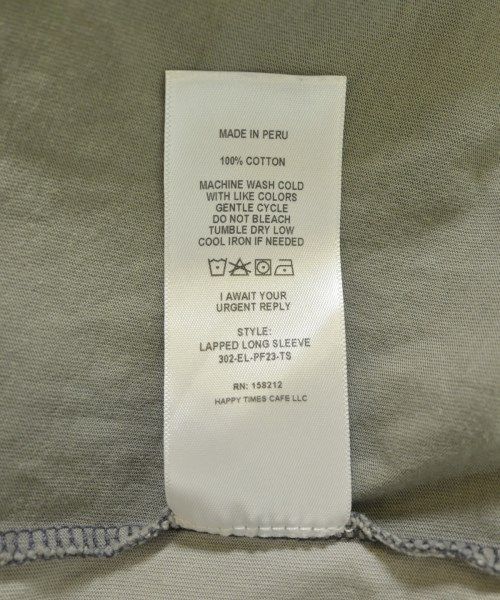 MADE IN PERU
100% COTTON
MACHINE WASH COLD
WITH LIKE COLORS
GENTLE CYCLE
DO NOT BLEACH
TUMBLE DRY LOW
COOL IRON IF NEEDED
I AWAIT YOUR
URGENT REPLY
STYLE:
LAPPED LONG SLEEVE
302-EL-PF23-TS
RN: 158212
HAPPY TIMES CAFE LLC